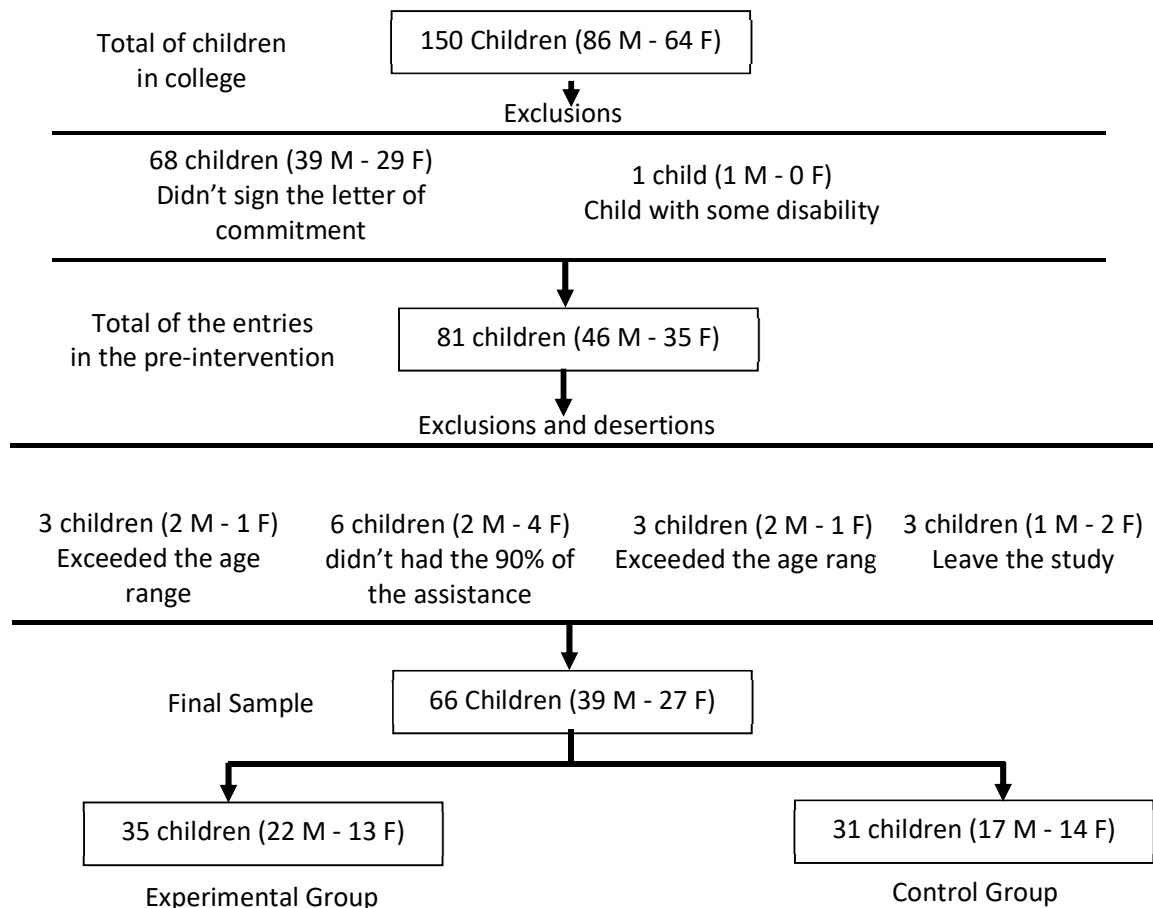 150 Children (86 M - 64 F)
Total of children
in college
Exclusions
68 children (39 M - 29 F)
Didn’t sign the letter of
commitment
1 child (1 M - 0 F)
Child with some disability
Total of the entries
in the pre-intervention
81 children (46 M - 35 F)
Exclusions and desertions
3 children (2 M - 1 F)
Exceeded the age
range
6 children (2 M - 4 F)
didn’t had the 90% of
the assistance
3 children (2 M - 1 F)
Exceeded the age rang
3 children (1 M - 2 F)
Leave the study
Final Sample
66 Children (39 M - 27 F)
35 children (22 M - 13 F)
Experimental Group
31 children (17 M - 14 F)
Control Group